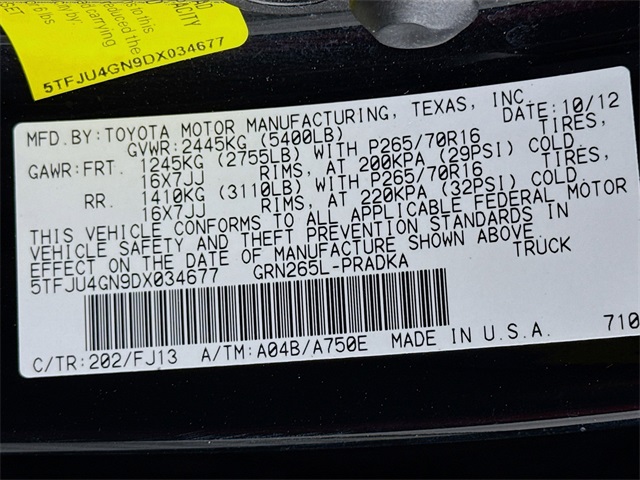 CAPACITY
5TFJU4GN9DX034677
MFD.BY:TOYOTA MOTOR MANUFACTURING, TEXAS, INC. DATE:10/12
GVWR:2445KG (5400LB)
GAWR:FRT. 1245KG (2755LB) WITH P265/70R16 TIRES,
16X7JJ RIMS, AT 200KPA (29PSI) COLD.
RR. 1410KG (3110LB) WITH P265/70R16 TIRES,
16X7JJ RIMS, AT 220KPA (32PSI) COLD.
THIS VEHICLE CONFORMS TO ALL APPLICABLE FEDERAL MOTOR
VEHICLE SAFETY AND THEFT PREVENTION STANDARDS IN
EFFECT ON THE DATE OF MANUFACTURE SHOWN ABOVE.
5TFJU4GN9DX034677 GRN265L-PRADKA TRUCK
C/TR:202/FJ13 A/TM:A04B/A750E MADE IN U.S.A. 710